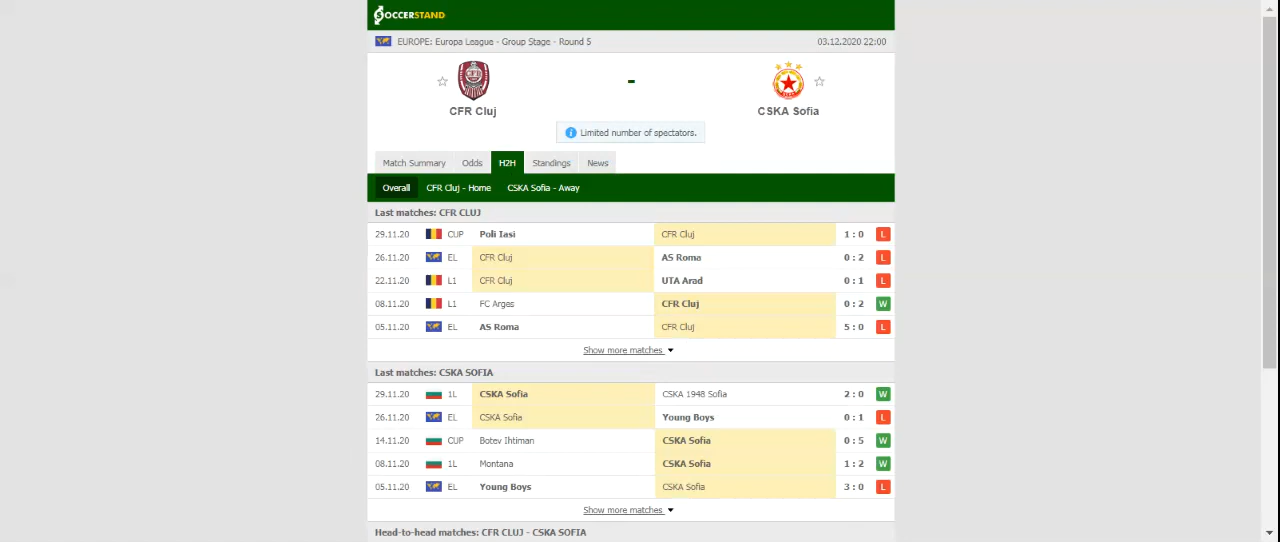 SOCCERSTAND
EUROPE: Europa League - Group Stage - Round 5 03.12.2020 22:00
CFR Cluj - CSKA Sofia
Limited number of spectators.
Match Summary Odds H2H Standings News
Overall CFR Cluj - Home CSKA Sofia - Away
Last matches: CFR CLUJ
29.11.20 CUP Poli Iasi CFR Cluj 1 : 0 L
26.11.20 EL CFR Cluj AS Roma 0 : 2 L
22.11.20 L1 CFR Cluj UTA Arad 0 : 1 L
08.11.20 L1 FC Arges CFR Cluj 0 : 2 W
05.11.20 EL AS Roma CFR Cluj 5 : 0 L
Show more matches
Last matches: CSKA SOFIA
29.11.20 1L CSKA Sofia CSKA 1948 Sofia 2 : 0 W
26.11.20 EL CSKA Sofia Young Boys 0 : 1 L
14.11.20 CUP Botev Ihtiman CSKA Sofia 0 : 5 W
08.11.20 1L Montana CSKA Sofia 1 : 2 W
05.11.20 EL Young Boys CSKA Sofia 3 : 0 L
Show more matches
Head-to-head matches: CFR CLUJ - CSKA SOFIA